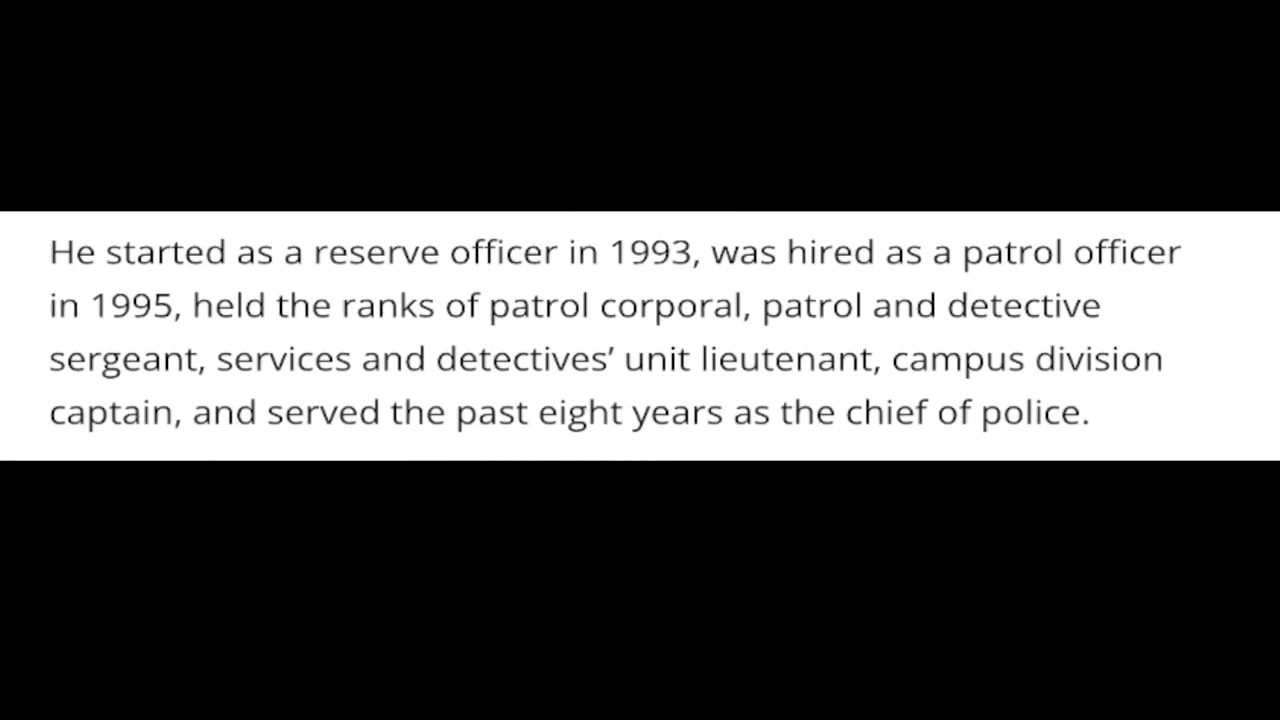 He started as a reserve officer in 1993, was hired as a patrol officer
in 1995, held the ranks of patrol corporal, patrol and detective
sergeant, services and detectives’ unit lieutenant, campus division
captain, and served the past eight years as the chief of police.